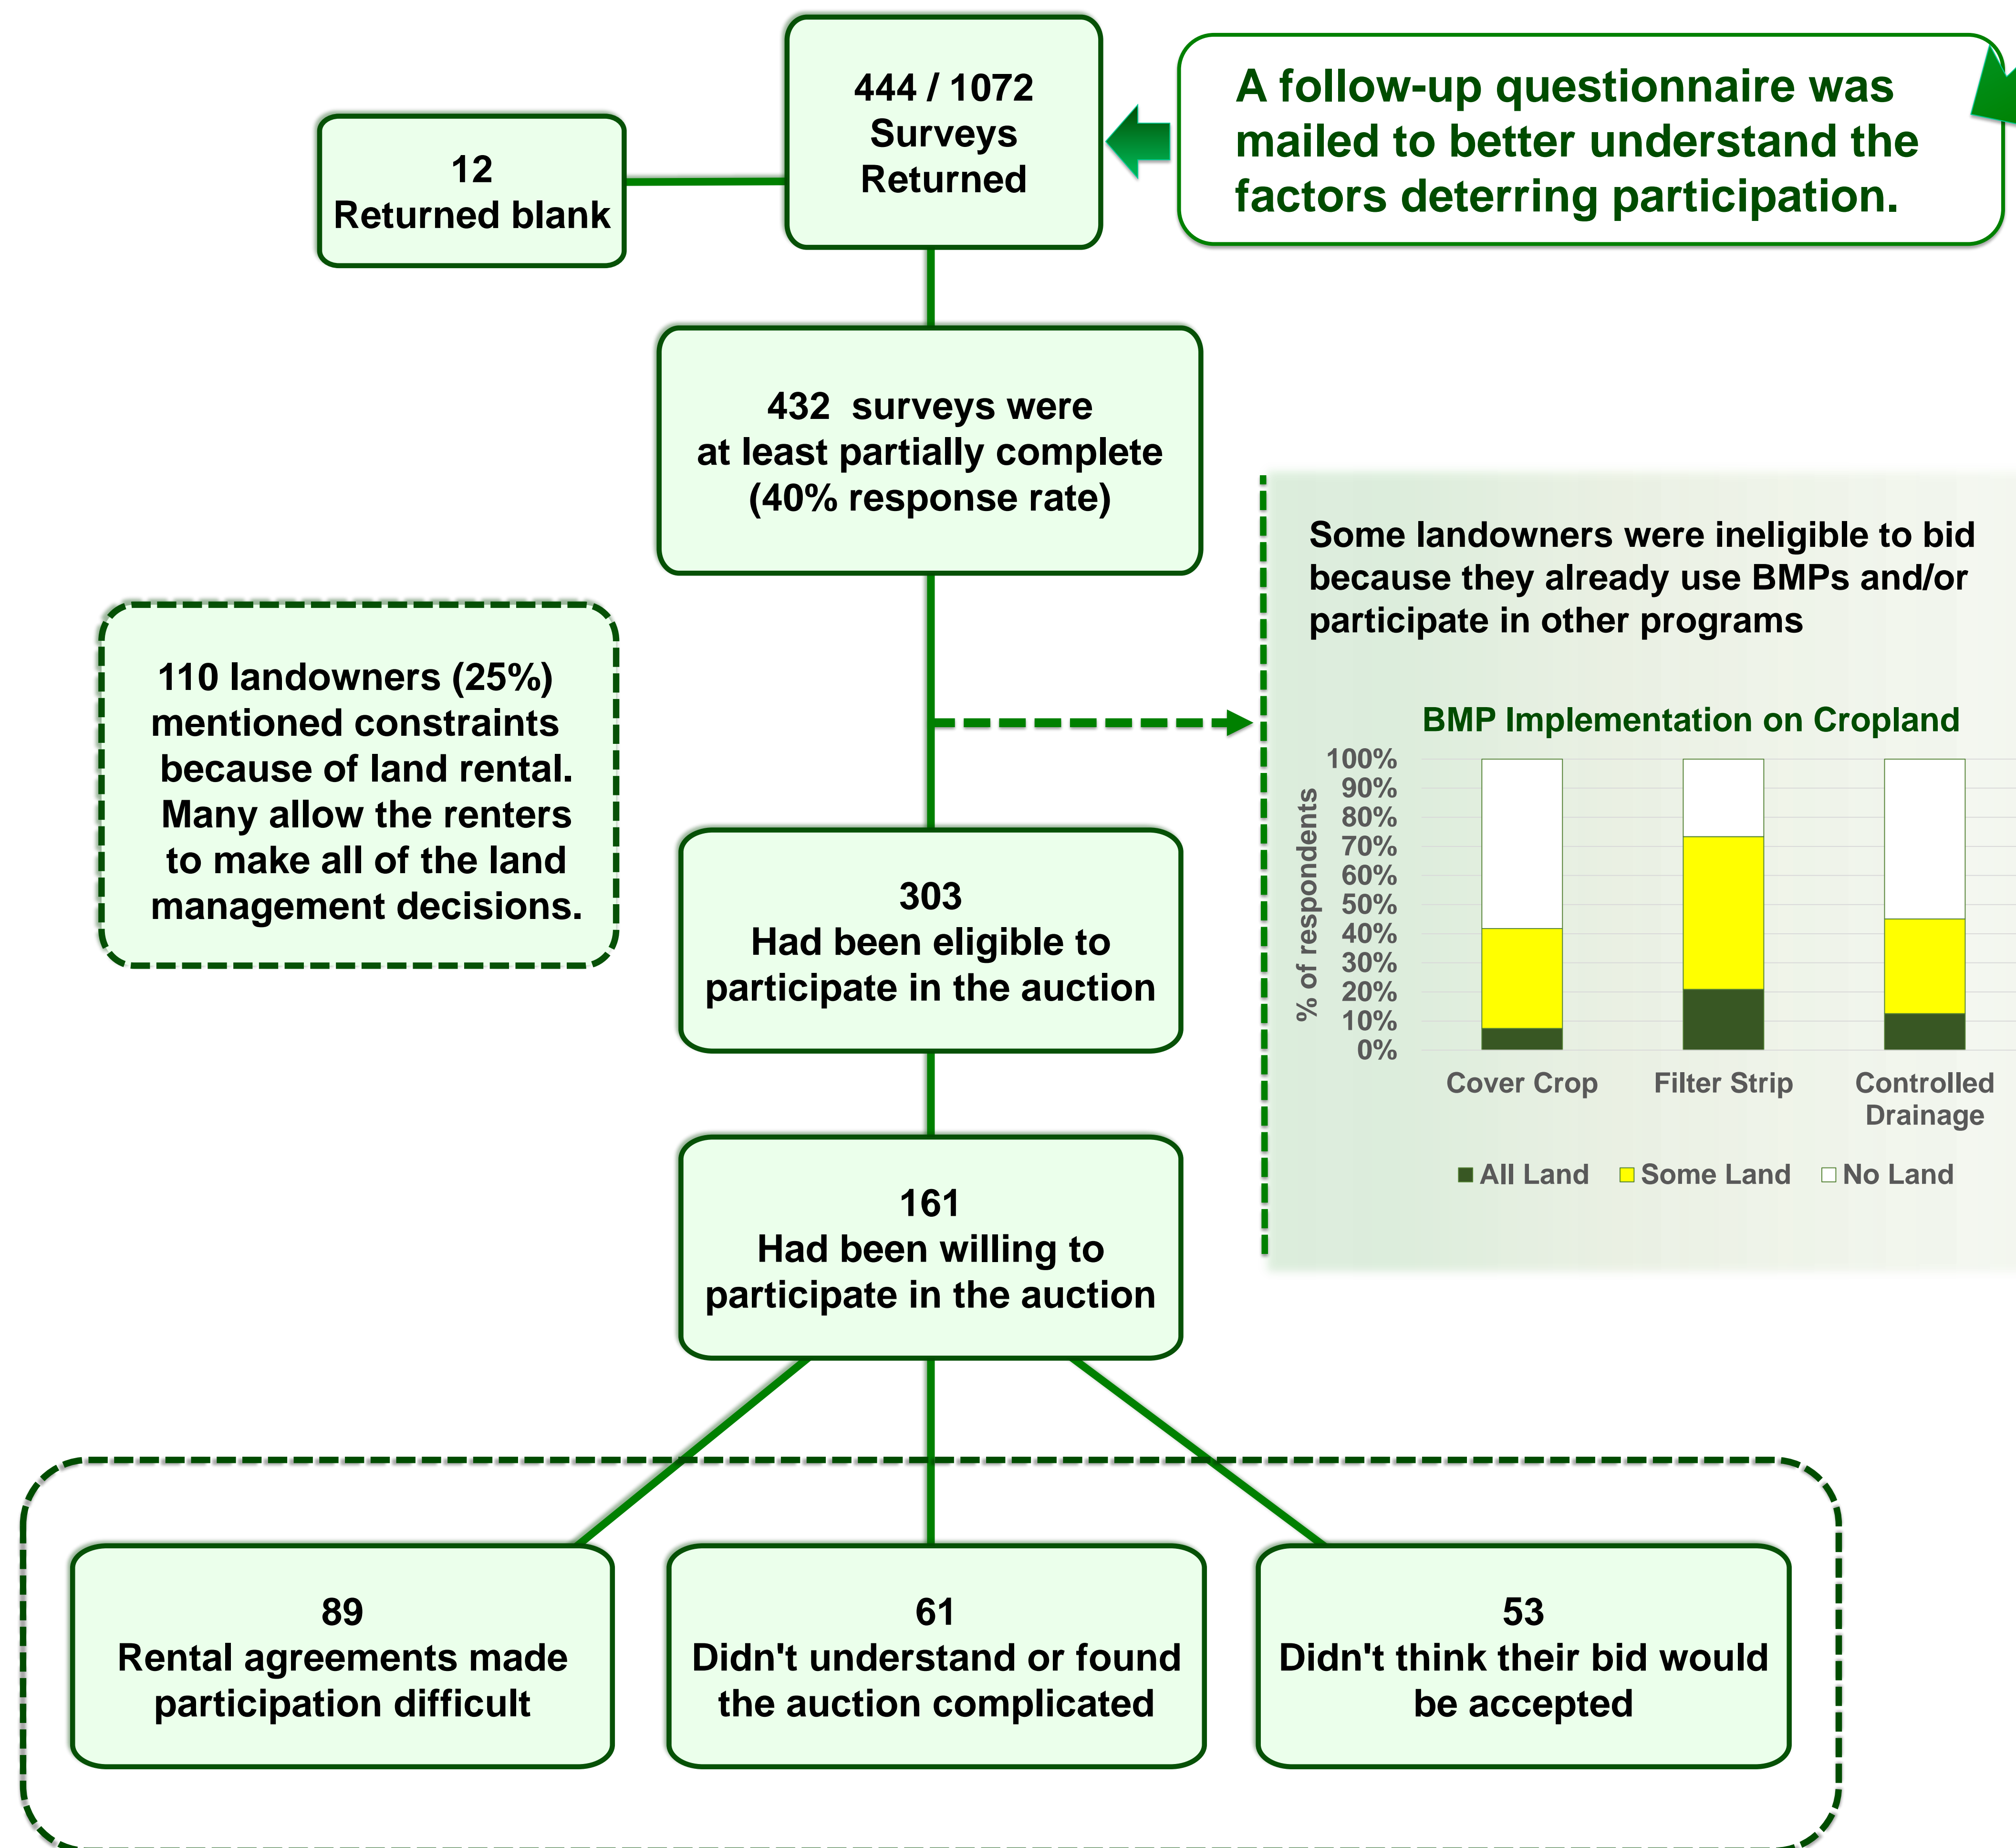 444 / 1072
Surveys
Returned
A follow-up questionnaire was
mailed to better understand the
factors deterring participation.
12
Returned blank
432 surveys were
at least partially complete
(40% response rate)
Some landowners were ineligible to bid
because they already use BMPs and/or
participate in other programs
110 landowners (25%)
mentioned constraints
because of land rental.
Many allow the renters
to make all of the land
management decisions.
BMP Implementation on Cropland
% of respondents
100%
90%
80%
70%
60%
50%
40%
30%
20%
10%
0%
Cover Crop
Filter Strip
Controlled
Drainage
All Land
Some Land
No Land
303
Had been eligible to
participate in the auction
161
Had been willing to
participate in the auction
89
Rental agreements made
participation difficult
61
Didn't understand or found
the auction complicated
53
Didn't think their bid would
be accepted